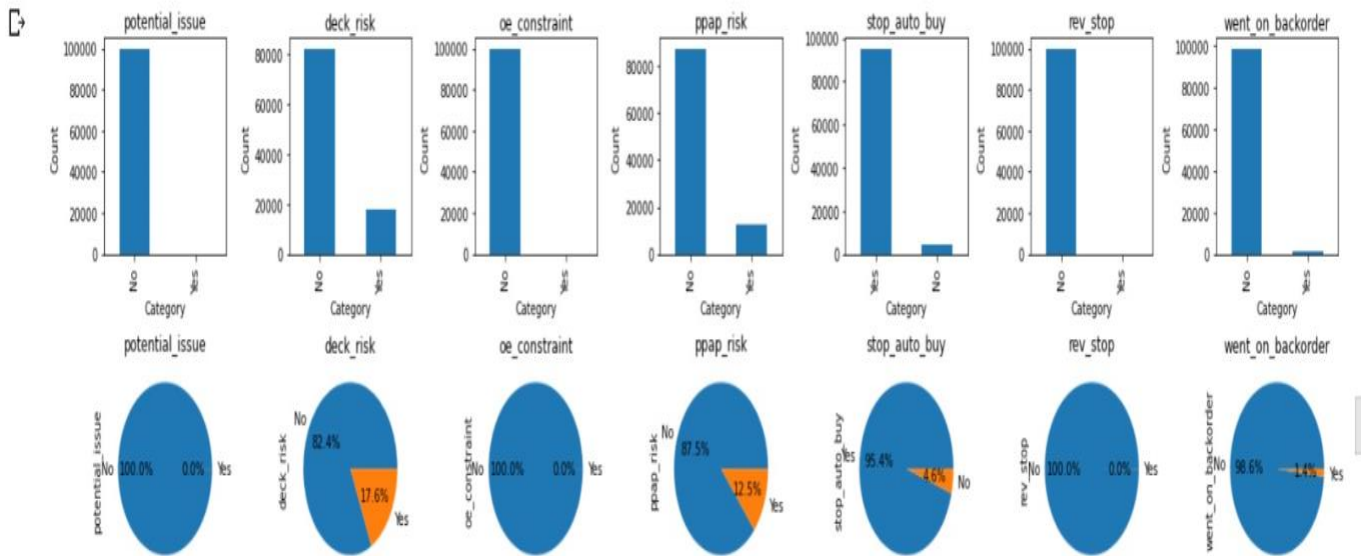 potential_issue deck_risk oe_constraint ppap_risk stop_auto_buy rev_stop went_on_backorder
100000
80000
60000
40000
20000
0
Count
No Yes
Category
80000
60000
40000
20000
0
Count
No Yes
Category
100000
80000
60000
40000
20000
0
Count
No Yes
Category
80000
60000
40000
20000
0
Count
No Yes
Category
100000
80000
60000
40000
20000
0
Count
Yes No
Category
100000
80000
60000
40000
20000
0
Count
No Yes
Category
100000
80000
60000
40000
20000
0
Count
No Yes
Category
potential_issue deck_risk oe_constraint ppap_risk stop_auto_buy rev_stop went_on_backorder
potential_issue
No 100.0% 0.0% Yes
deck_risk
No
82.4%
17.6%
Yes
oe_constraint
No 100.0% 0.0% Yes
ppap_risk
No
87.5%
12.5%
Yes
stop_auto_buy
Yes 95.4%
4.6% No
rev_stop
No 100.0% 0.0% Yes
went_on_backorder
No 98.6%
1.4% Yes